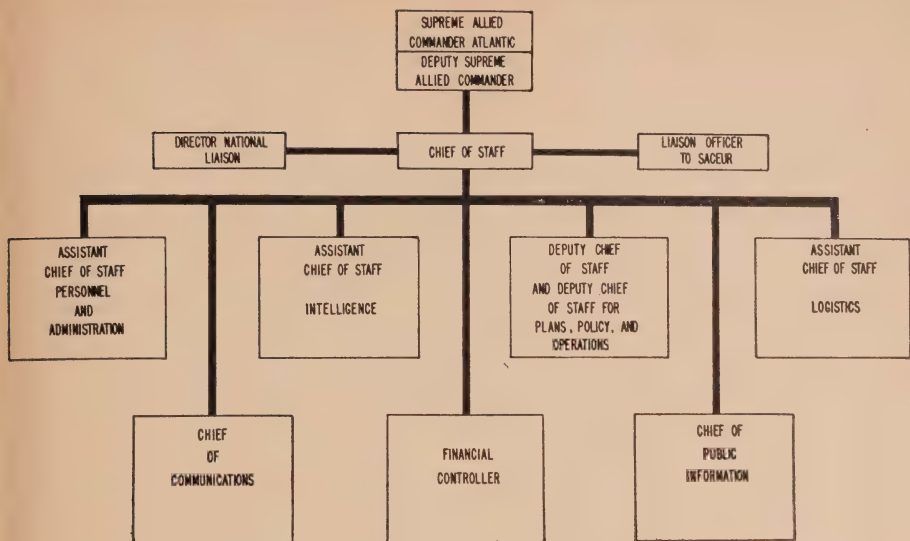 SUPREME ALLIED
COMMANDER ATLANTIC
DEPUTY SUPREME
ALLIED COMMANDER
DIRECTOR NATIONAL
LIAISON
CHIEF OF STAFF
LIAISON OFFICER
TO SACEUR
ASSISTANT
CHIEF OF STAFF
PERSONNEL
AND
ADMINISTRATION
ASSISTANT
CHIEF OF STAFF
INTELLIGENCE
DEPUTY CHIEF
OF STAFF
AND DEPUTY CHIEF
OF STAFF FOR
PLANS, POLICY, AND
OPERATIONS
ASSISTANT
CHIEF OF STAFF
LOGISTICS
CHIEF
OF
COMMUNICATIONS
FINANCIAL
CONTROLLER
CHIEF OF
PUBLIC
INFORMATION